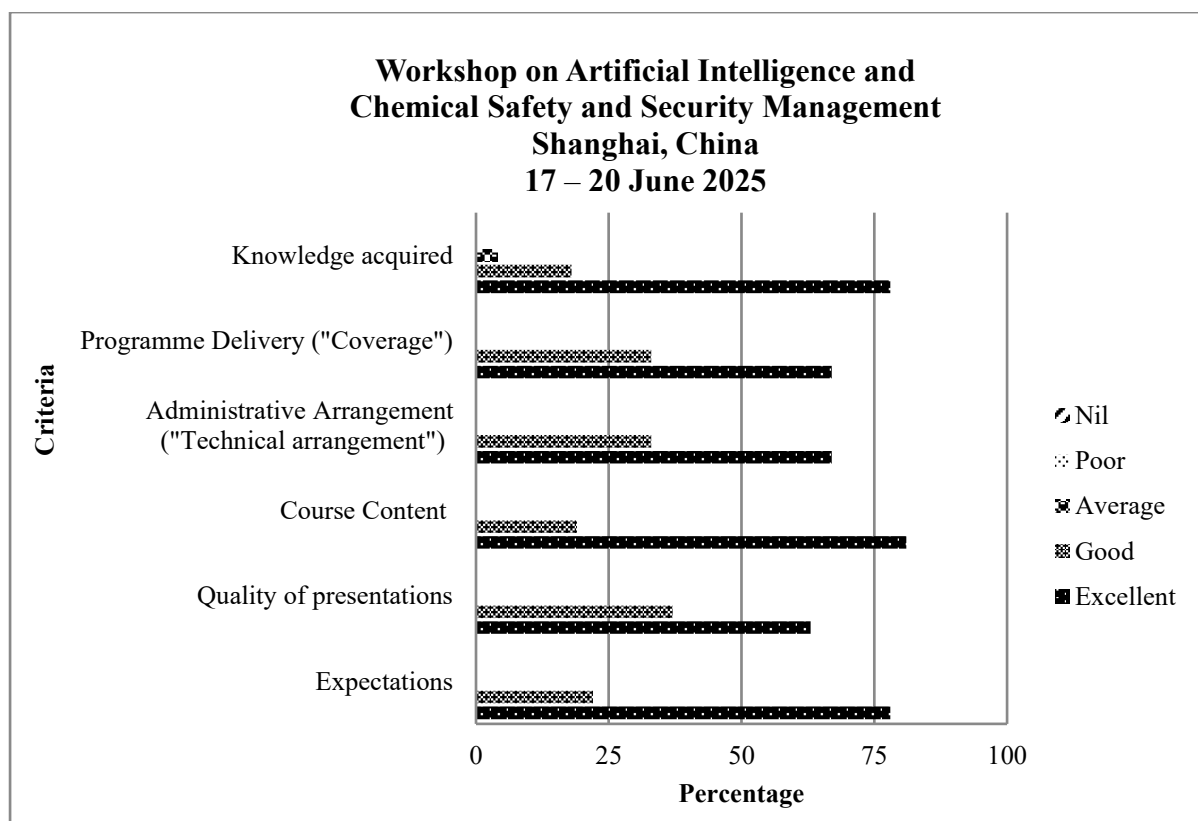 Workshop on Artificial Intelligence and
Chemical Safety and Security Management
Shanghai, China
17 – 20 June 2025
Criteria
Knowledge acquired
Programme Delivery ("Coverage")
Administrative Arrangement
("Technical arrangement")
Course Content
Quality of presentations
Expectations
Nil
Poor
Average
Good
Excellent
0 25 50 75 100
Percentage